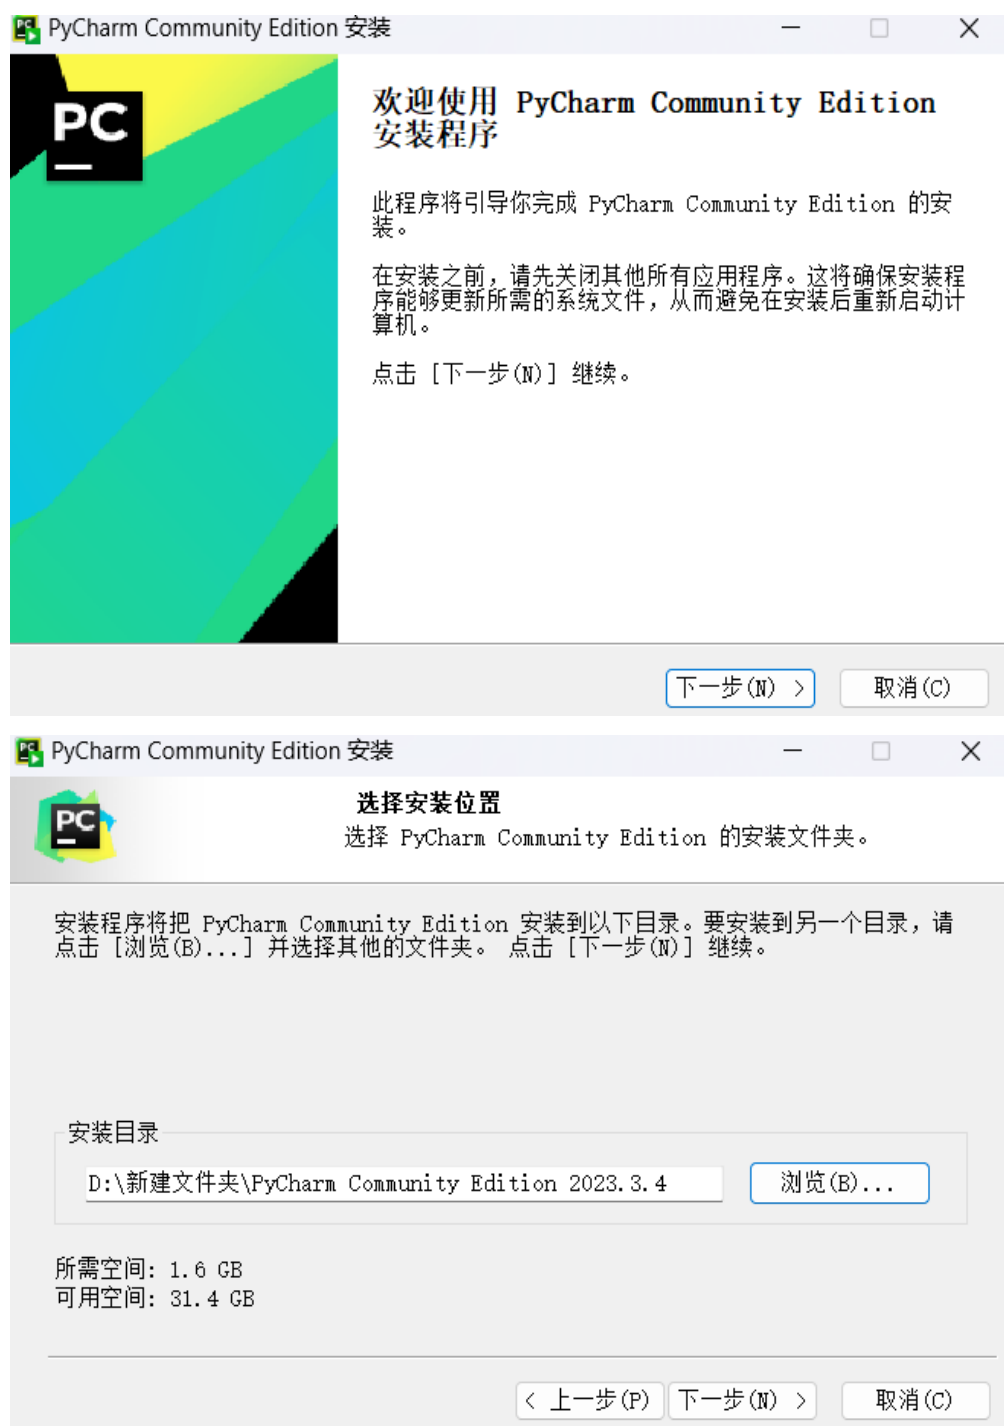 PyCharm Community Edition 安装
PC
欢迎使用 PyCharm Community Edition
安装程序
此程序将引导你完成 PyCharm Community Edition 的安
装。
在安装之前，请先关闭其他所有应用程序。这将确保安装程
序能够更新所需的系统文件，从而避免在安装后重新启动计
算机。
点击 [下一步(N)] 继续。
下一步(N) >
取消(C)
PyCharm Community Edition 安装
PC
选择安装位置
选择 PyCharm Community Edition 的安装文件夹。
安装程序将把 PyCharm Community Edition 安装到以下目录。要安装到另一个目录，请
点击 [浏览(B)...] 并选择其他的文件夹。 点击 [下一步(N)] 继续。
安装目录
D:\新建文件夹\PyCharm Community Edition 2023.3.4
浏览(B)...
所需空间: 1.6 GB
可用空间: 31.4 GB
< 上一步(P)
下一步(N) >
取消(C)